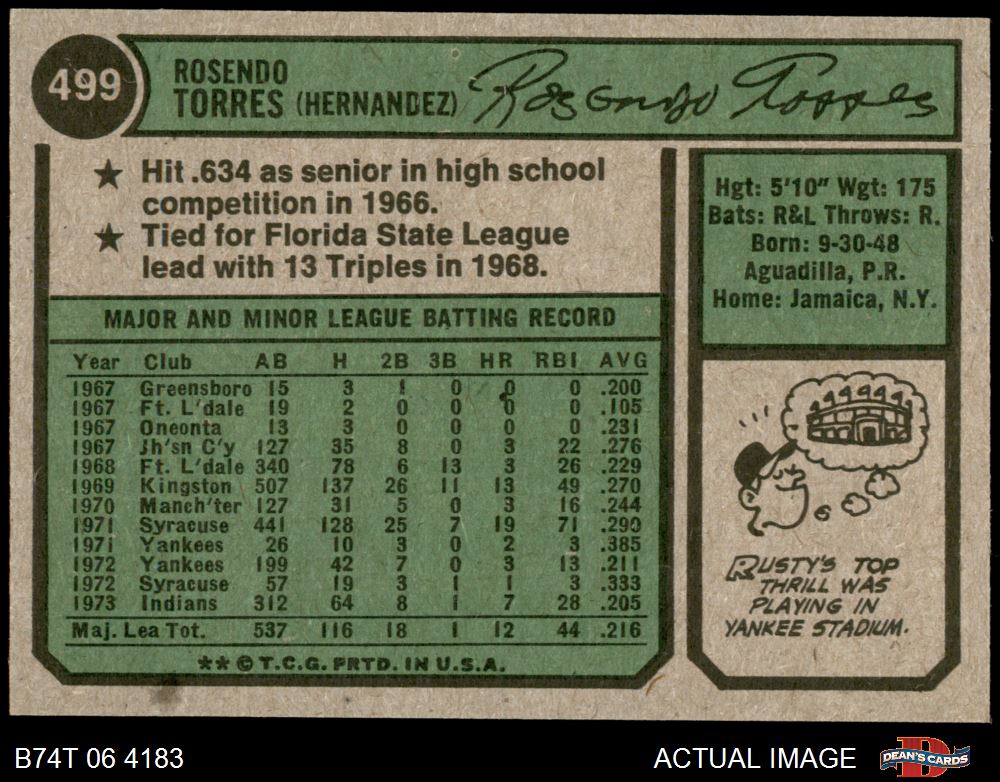 499
ROSENDO
TORRES (HERNANDEZ)
Rosendo Torres
★ Hit .634 as senior in high school
competition in 1966.
★ Tied for Florida State League
lead with 13 Triples in 1968.
Hgt: 5'10" Wgt: 175
Bats: R&L Throws: R.
Born: 9-30-48
Aguadilla, P.R.
Home: Jamaica, N.Y.
MAJOR AND MINOR LEAGUE BATTING RECORD
Year Club AB H 2B 3B HR RBI AVG
1967 Greensboro 15 3 1 0 0 0 .200
1967 Ft. L'dale 19 2 0 0 0 0 .105
1967 Oneonta 13 3 0 0 0 0 .231
1967 Jh'sn C'y 127 35 8 0 3 22 .276
1968 Ft. L'dale 340 78 6 13 3 26 .229
1969 Kingston 507 137 26 11 13 49 .270
1970 Manch'ter 127 31 5 0 3 16 .244
1971 Syracuse 441 128 25 7 19 71 .290
1971 Yankees 26 10 3 0 2 3 .385
1972 Yankees 199 42 7 0 3 13 .211
1972 Syracuse 57 19 3 1 1 3 .333
1973 Indians 312 64 8 1 7 28 .205
Maj. Lea Tot. 537 116 18 1 12 44 .216
** © T.C.G. PRTD. IN U.S.A.
RUSTY'S TOP
THRILL WAS
PLAYING IN
YANKEE STADIUM.
B74T 06 4183
ACTUAL IMAGE
DEAN'S CARDS